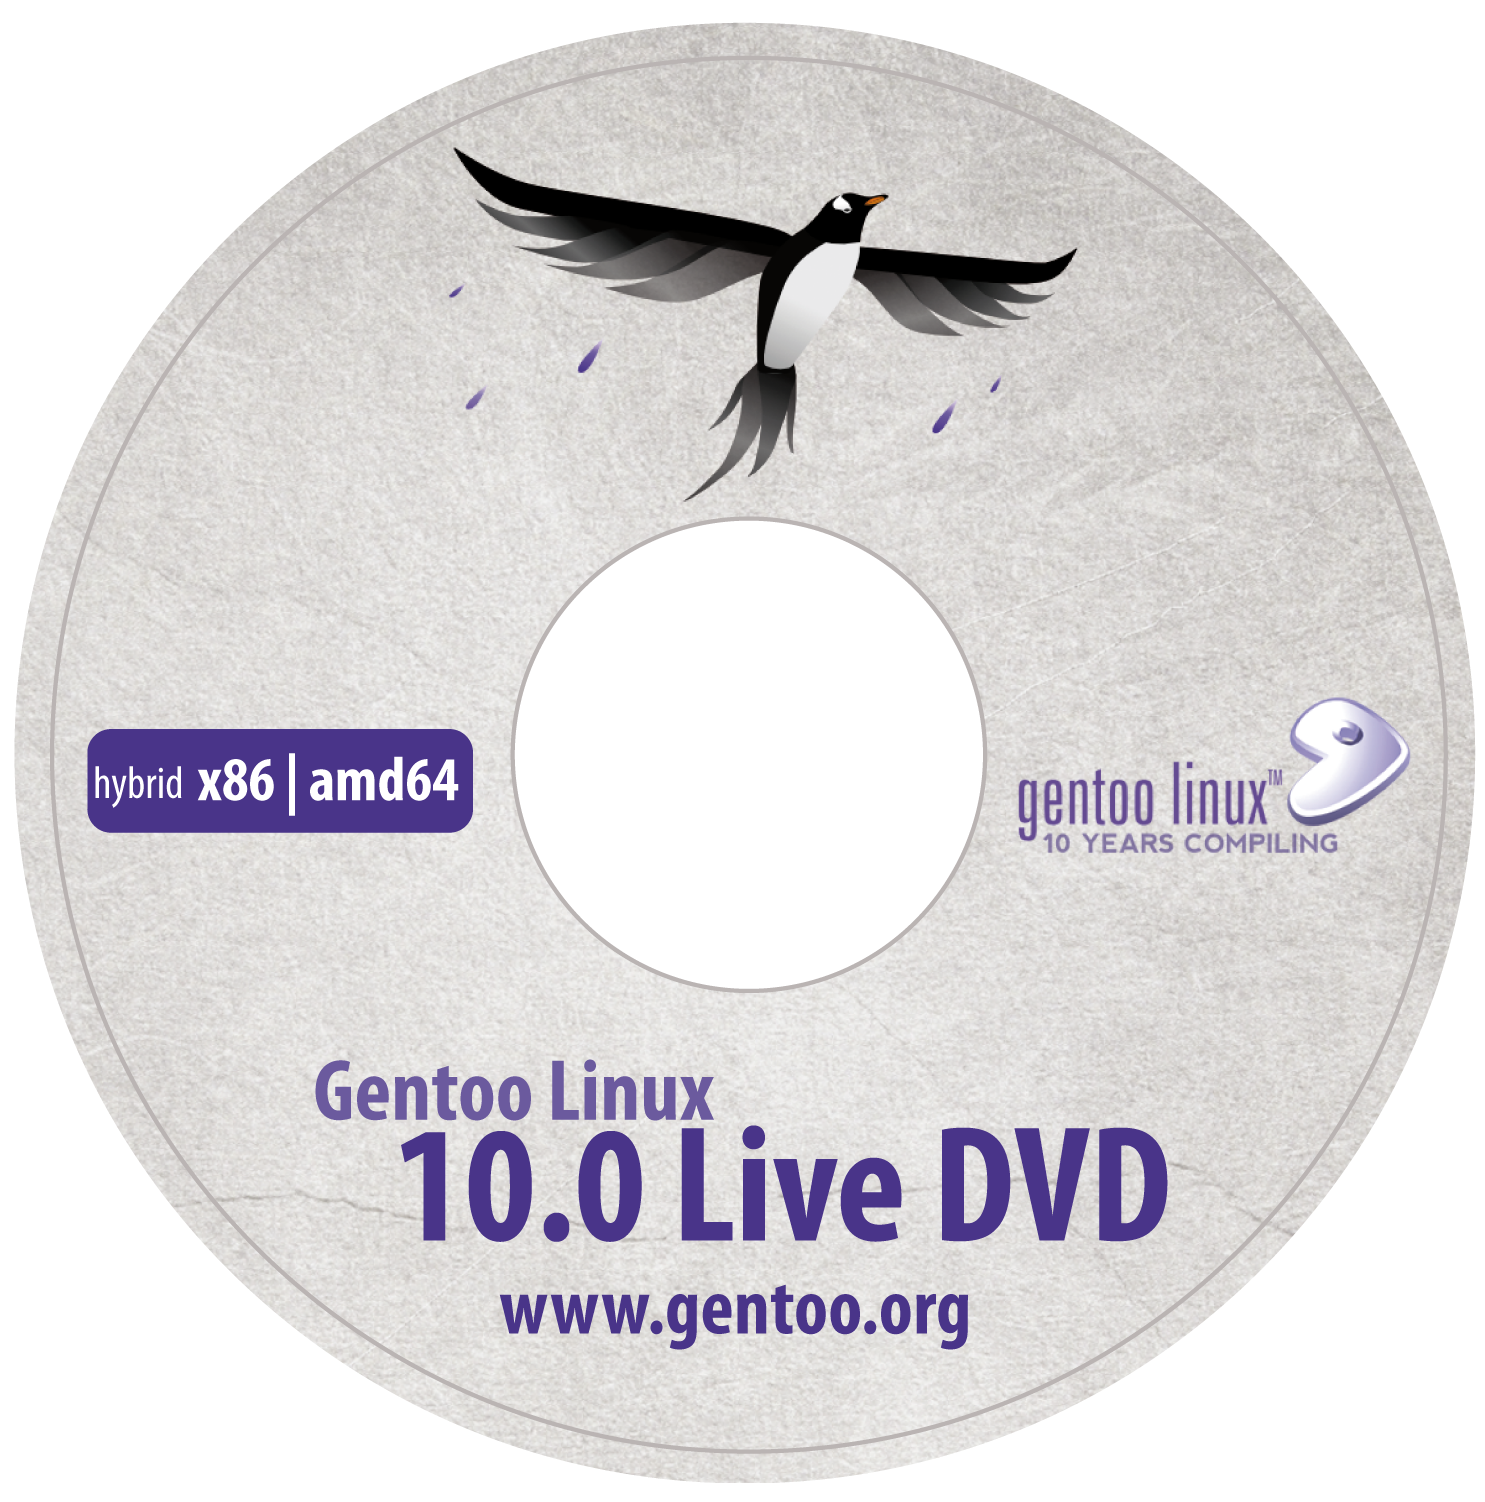 hybrid x86 | amd64
gentoo linux™
10 YEARS COMPILING
Gentoo Linux
10.0 Live DVD
www.gentoo.org